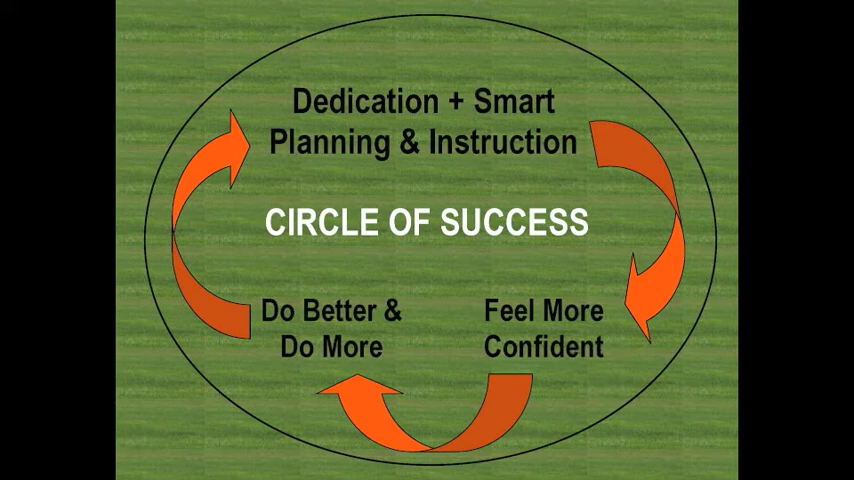 Dedication + Smart
Planning & Instruction
CIRCLE OF SUCCESS
Do Better &
Do More
Feel More
Confident